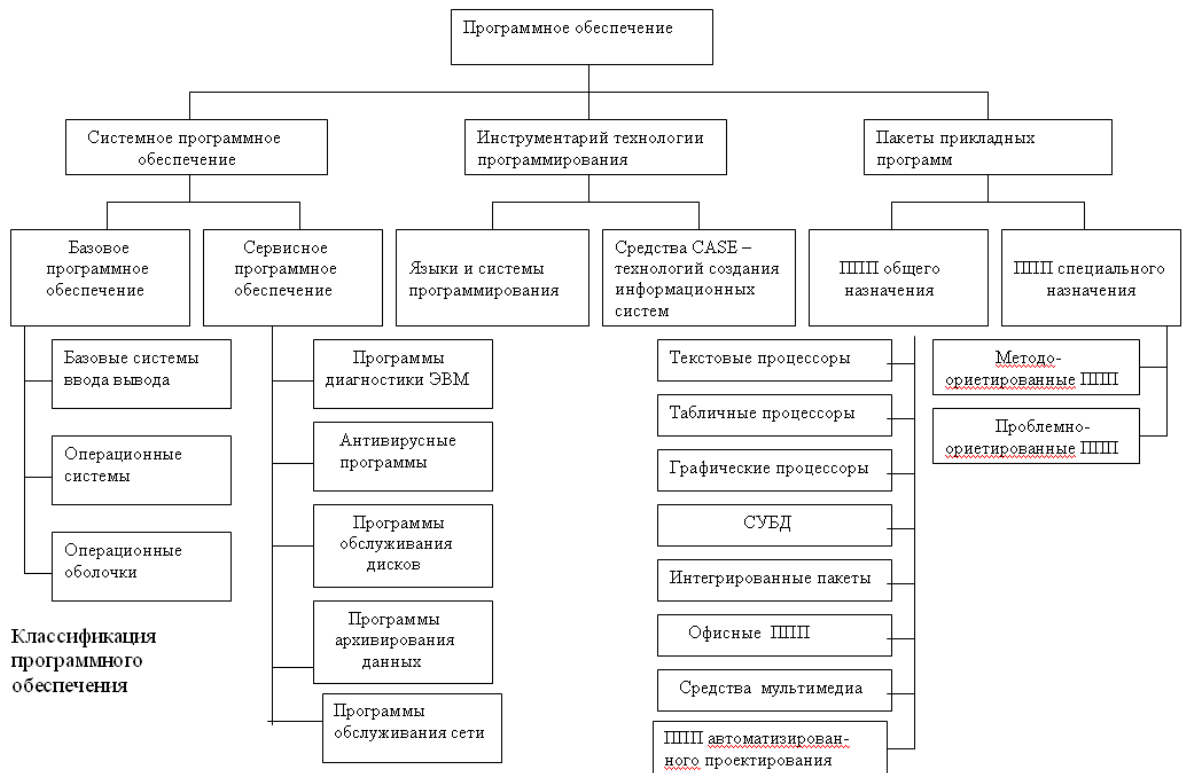 Программное обеспечение
Системное программное
обеспечение
Инструментарий технологии
программирования
Пакеты прикладных
программ
Базовое
программное
обеспечение
Сервисное
программное
обеспечение
Языки и системы
программирования
Средства CASE –
технологий создания
информационных
систем
ППП общего
назначения
ППП специального
назначения
Базовые системы
ввода вывода
Операционные
системы
Операционные
оболочки
Программы
диагностики ЭВМ
Антивирусные
программы
Программы
обслуживания
дисков
Программы
архивирования
данных
Программы
обслуживания сети
Текстовые процессоры
Табличные процессоры
Графические процессоры
СУБД
Интегрированные пакеты
Офисные ППП
Средства мультимедиа
ППП автоматизирован-
ного проектирования
Методо-
ориетированные ППП
Проблемно-
ориетированные ППП
Классификация
программного
обеспечения